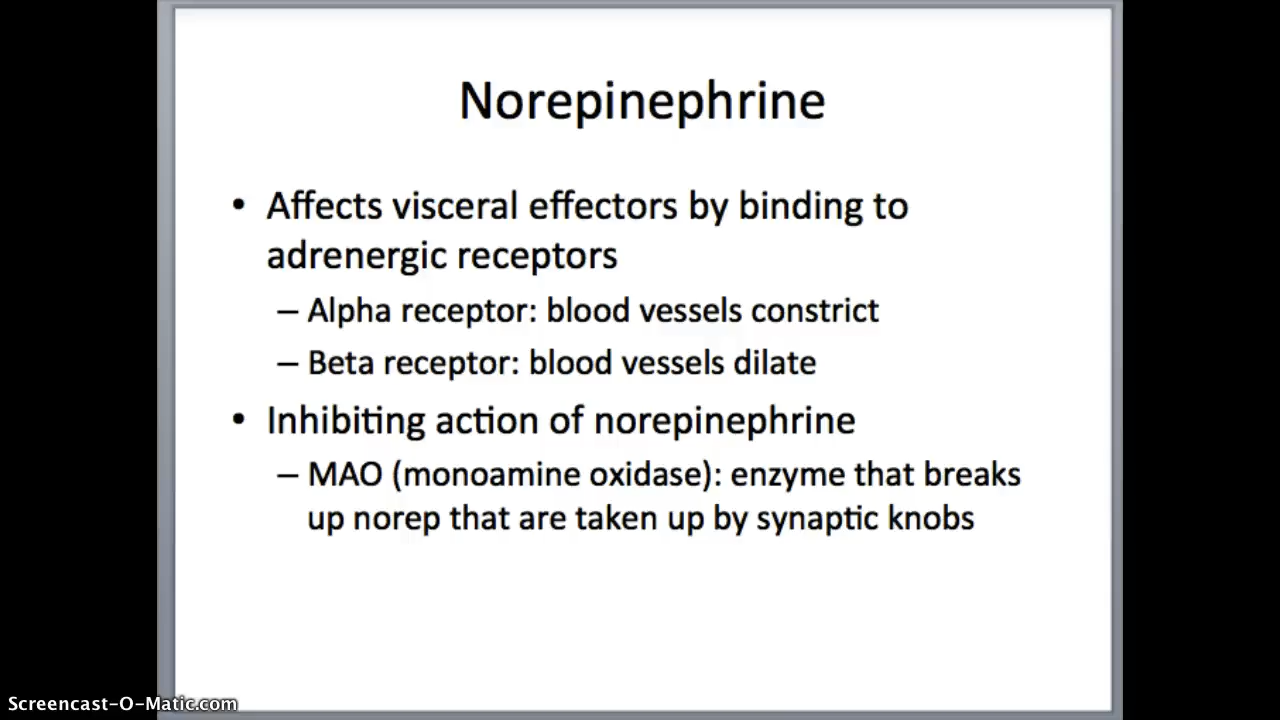 Norepinephrine
• Affects visceral effectors by binding to
adrenergic receptors
– Alpha receptor: blood vessels constrict
– Beta receptor: blood vessels dilate
• Inhibiting action of norepinephrine
– MAO (monoamine oxidase): enzyme that breaks
up norep that are taken up by synaptic knobs
Screencast-O-Matic.com